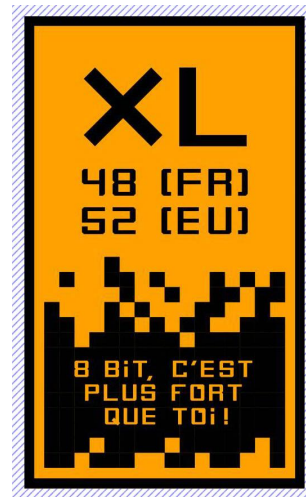 XL
48 (FR)
52 (EU)
8 BiT, C'EST
PLUS FORT
QUE TOi!